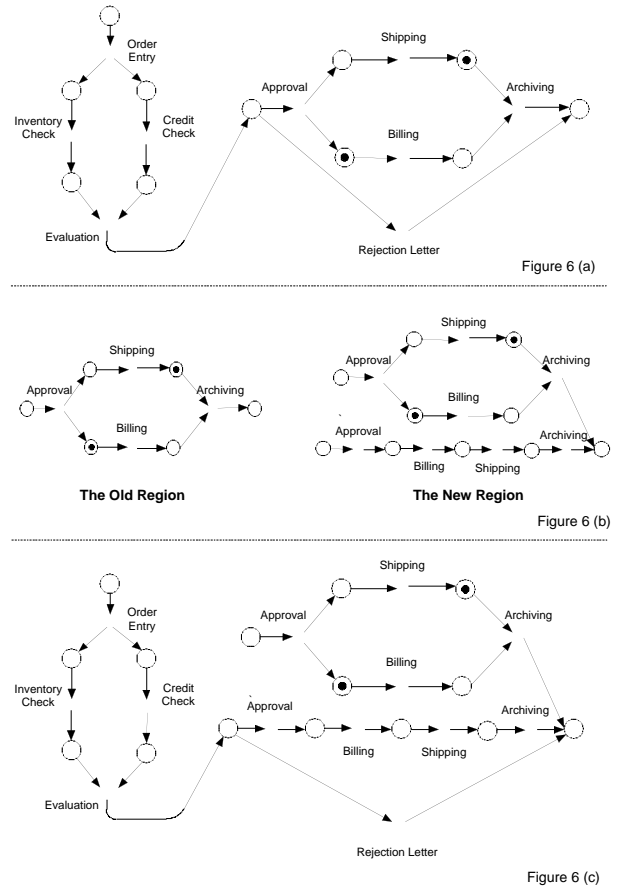 Order
Entry
Inventory
Check
Credit
Check
Evaluation
Approval
Shipping
Billing
Archiving
Rejection Letter
Figure 6 (a)
Shipping
Approval
Archiving
Billing
The Old Region
Shipping
Approval
Archiving
Billing
Approval
Billing
Shipping
Archiving
The New Region
Figure 6 (b)
Order
Entry
Inventory
Check
Credit
Check
Evaluation
Shipping
Approval
Archiving
Billing
Approval
Billing
Shipping
Archiving
Rejection Letter
Figure 6 (c)